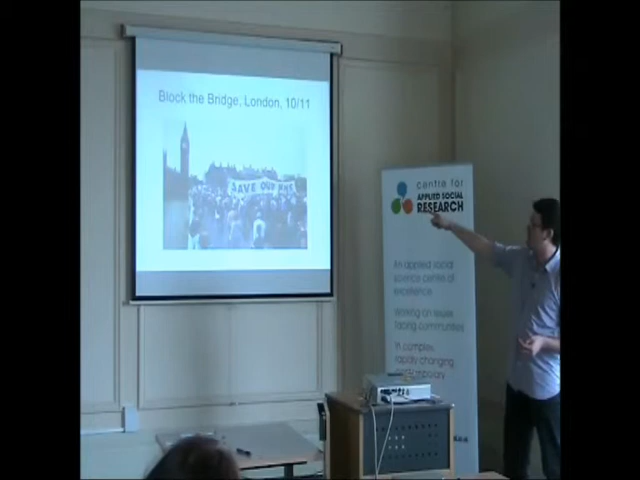 Block the Bridge, London, 10/11
SAVE OUR NHS
centre for
APPLIED SOCIAL
RESEARCH
An applied social
science centre of
excellence
Working on issues
facing communities
in complex,
rapidly changing